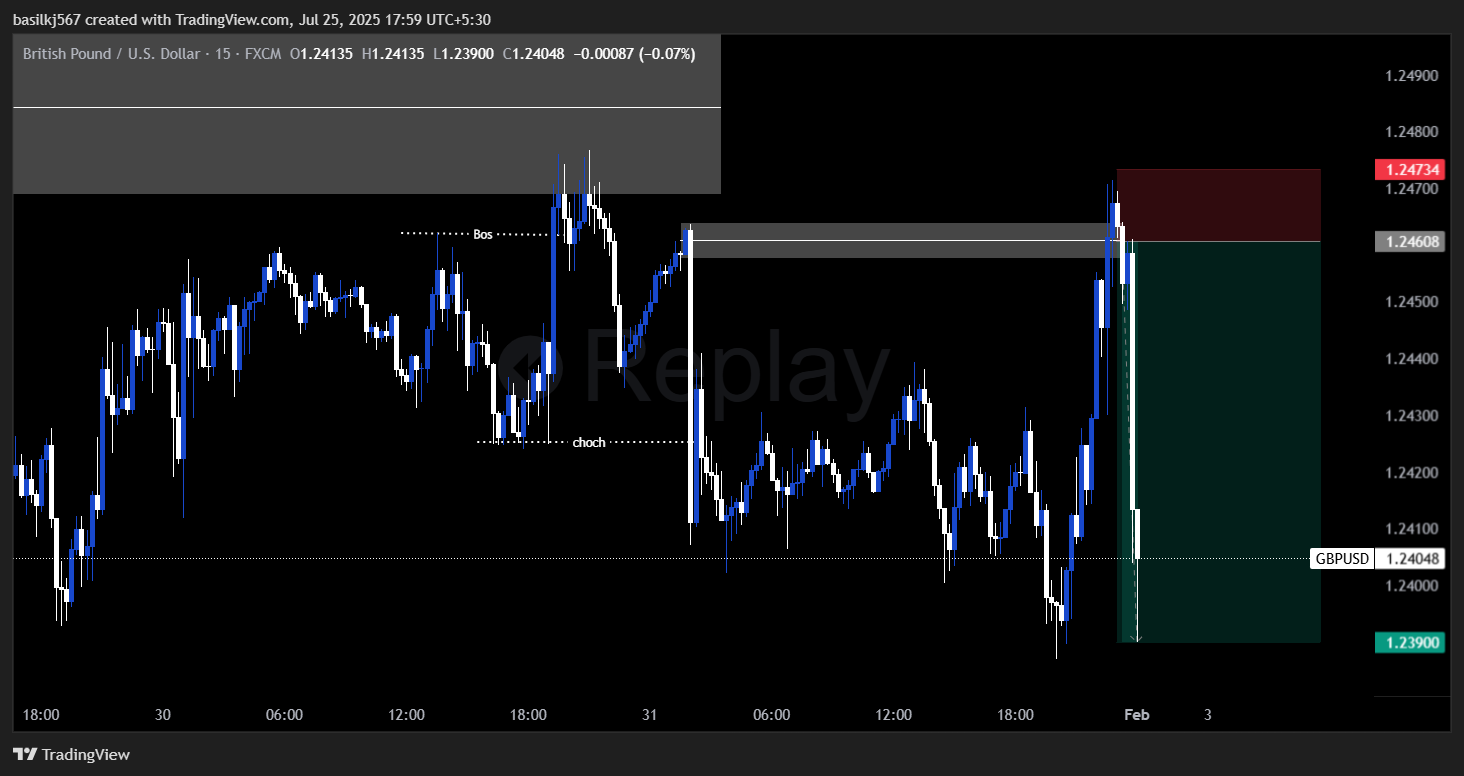 basilkj567 created with TradingView.com, Jul 25, 2025 17:59 UTC+5:30
British Pound / U.S. Dollar · 15 · FXCM O1.24135 H1.24135 L1.23900 C1.24048 −0.00087 (−0.07%)
1.24900
1.24800
1.24734
1.24700
Bos
1.24608
1.24500
Replay
1.24400
1.24300
choch
1.24200
1.24100
GBPUSD 1.24048
1.24000
1.23900
18:00 30 06:00 12:00 18:00 31 06:00 12:00 18:00 Feb 3
TradingView